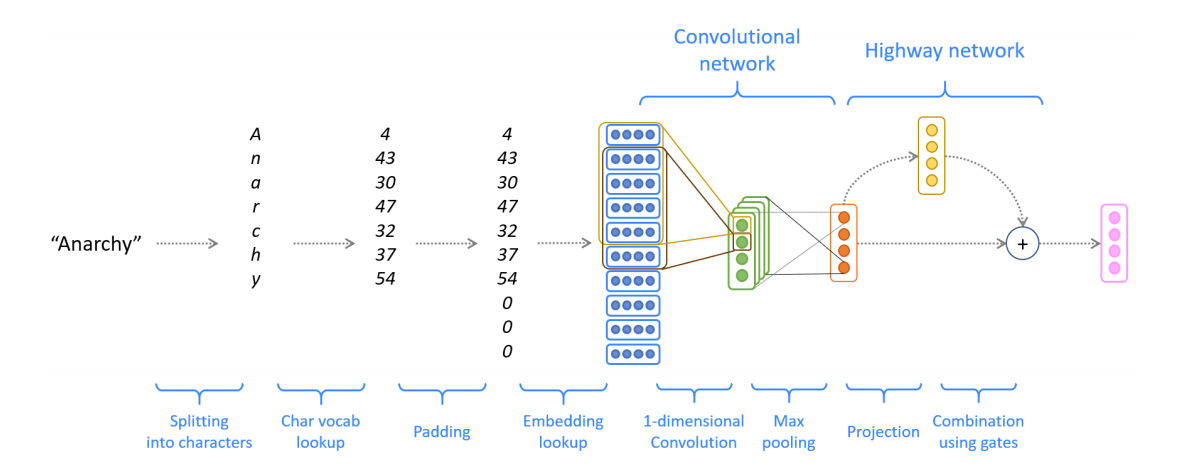 Convolutional
network
Highway network
A 4 4
n 43 43
a 30 30
r 47 47
c 32 32
"Anarchy"
h 37 37
y 54 54
0
0
0
+
Splitting
into characters
Char vocab
lookup
Padding
Embedding
lookup
1-dimensional
Convolution
Max
pooling
Projection
Combination
using gates